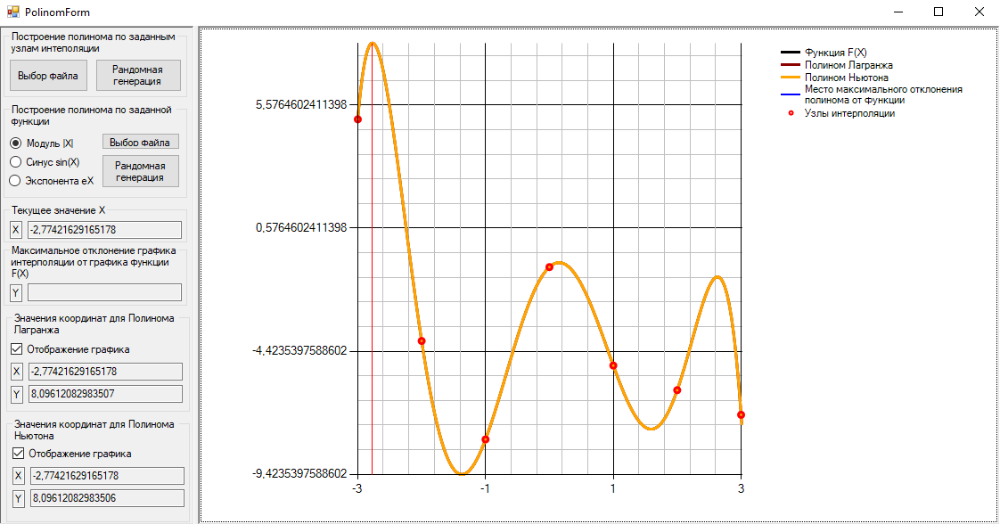 PolinomForm
Построение полинома по заданным
узлам интеполяции
Выбор файла
Рандомная
генерация
Построение полинома по заданной
функции
Модуль |X|
Выбор файла
Синус sin(X)
Рандомная
генерация
Экспонента eX
Текущее значение X
X
-2,77421629165178
Максимальное отклонение графика
интерполяции от графика функции
F(X)
Y
Значения координат для Полинома
Лагранжа
Отображение графика
X
-2,77421629165178
Y
8,09612082983507
Значения координат для Полинома
Ньютона
Отображение графика
X
-2,77421629165178
Y
8,09612082983506
5,5764602411398
0,5764602411398
-4,4235397588602
-9,4235397588602
-3
-1
1
3
Функция F(X)
Полином Лагранжа
Полином Ньютона
Место максимального отклонения
полинома от Функции
Узлы интерполяции